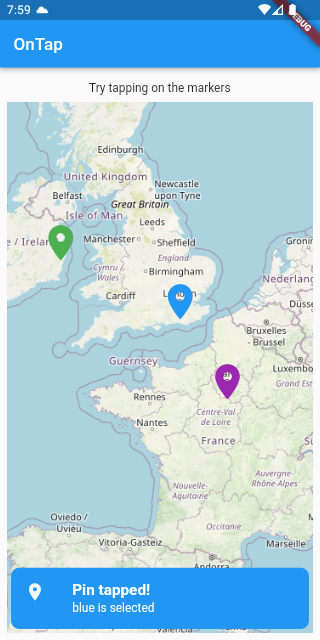 7:59
DEBUG
OnTap
Try tapping on the markers
Edinburgh
United Kingdom
Belfast
Newcastle
upon Tyne
Great Britain
Isle of Man
Leeds
Manchester
Sheffield
England
Birmingham
Cymru /
Wales
Cardiff
Gronin
Nederland
Düsse
Bruxelles
- Brussel
Luxembo
Guernsey
Grand Est
Rennes
Centre-Val
de Loire
Nantes
France
Auvergne-
Rhône-Alpes
Nouvelle-
Aquitaine
Occitanie
Oviedo /
Uviéu
Vitoria-Gasteiz
Marseille
Andorra
Pin tapped!
blue is selected